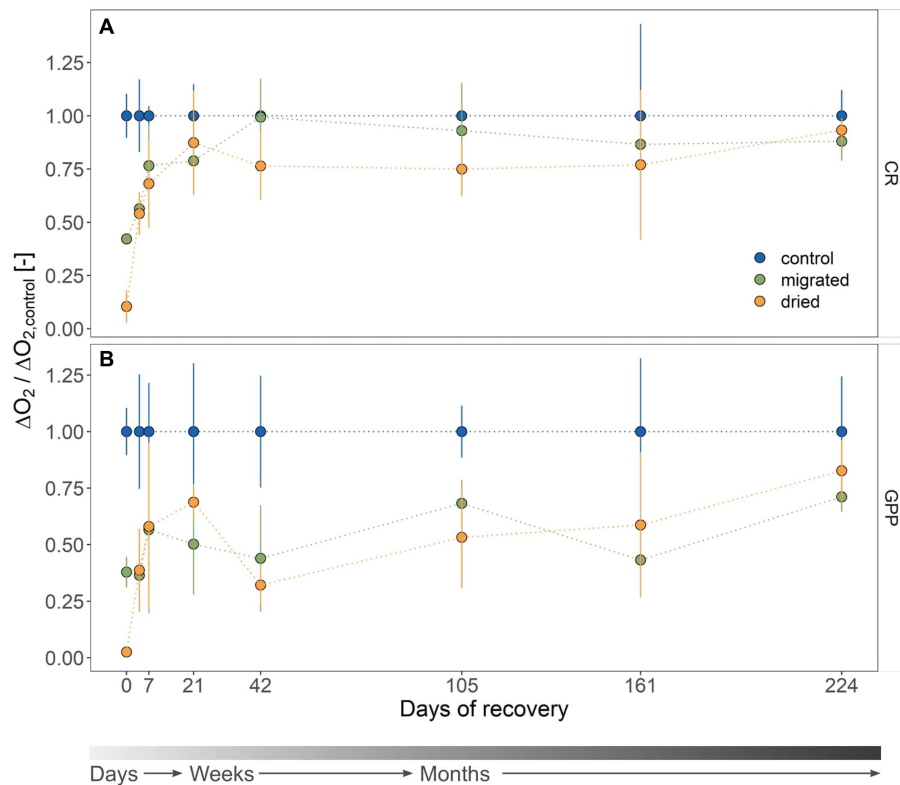 A
1.25
1.00
0.75
0.50
0.25
0.00
CR
control
migrated
dried
ΔO2 / ΔO2,control [-]
B
1.25
1.00
0.75
0.50
0.25
0.00
GPP
0 7 21 42 105 161 224
Days of recovery
Days Weeks Months